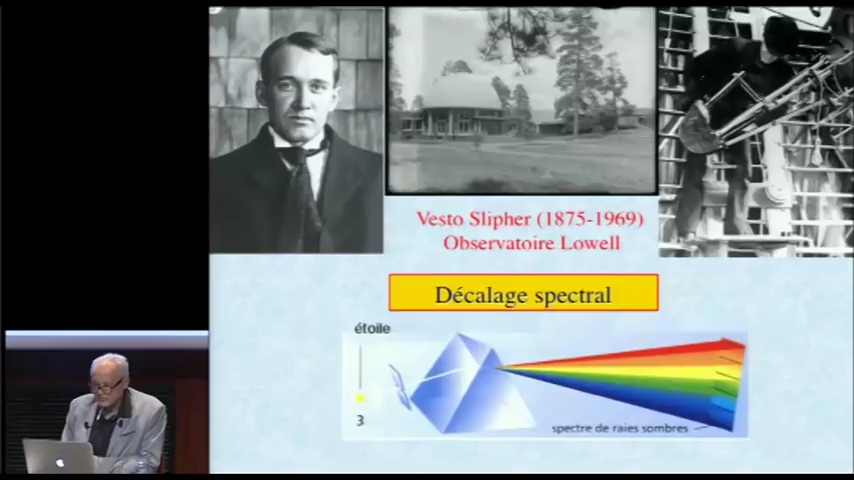 Vesto Slipher (1875-1969)
Observatoire Lowell
Décalage spectral
étoile
3
spectre de raies sombres